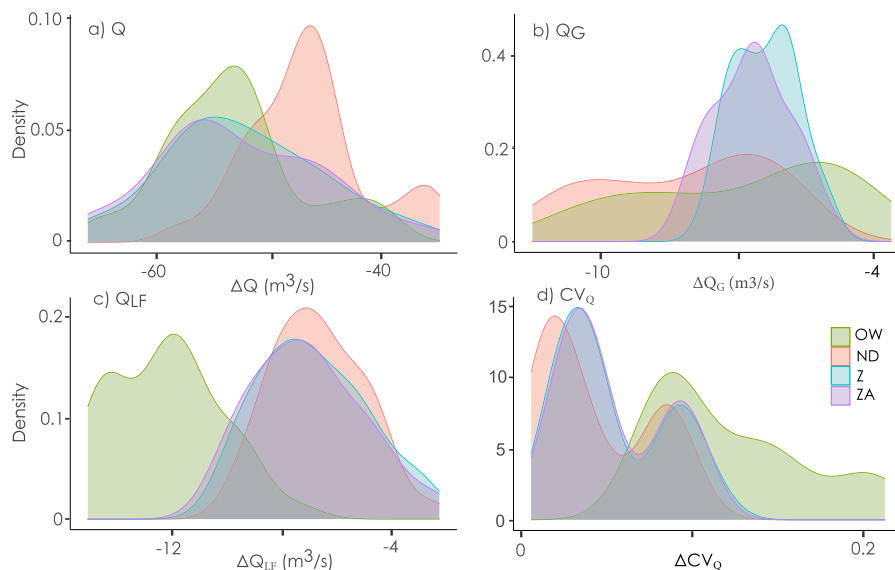 a) Q
0.10
0.05
0
Density
-60
-40
ΔQ (m³/s)
b) QG
0.4
0.2
0
-10
-4
ΔQG (m3/s)
c) QLF
0.2
0.1
0
Density
-12
-4
ΔQLF (m³/s)
d) CVQ
15
10
5
0
0
0.2
ΔCVQ
OW
ND
Z
ZA